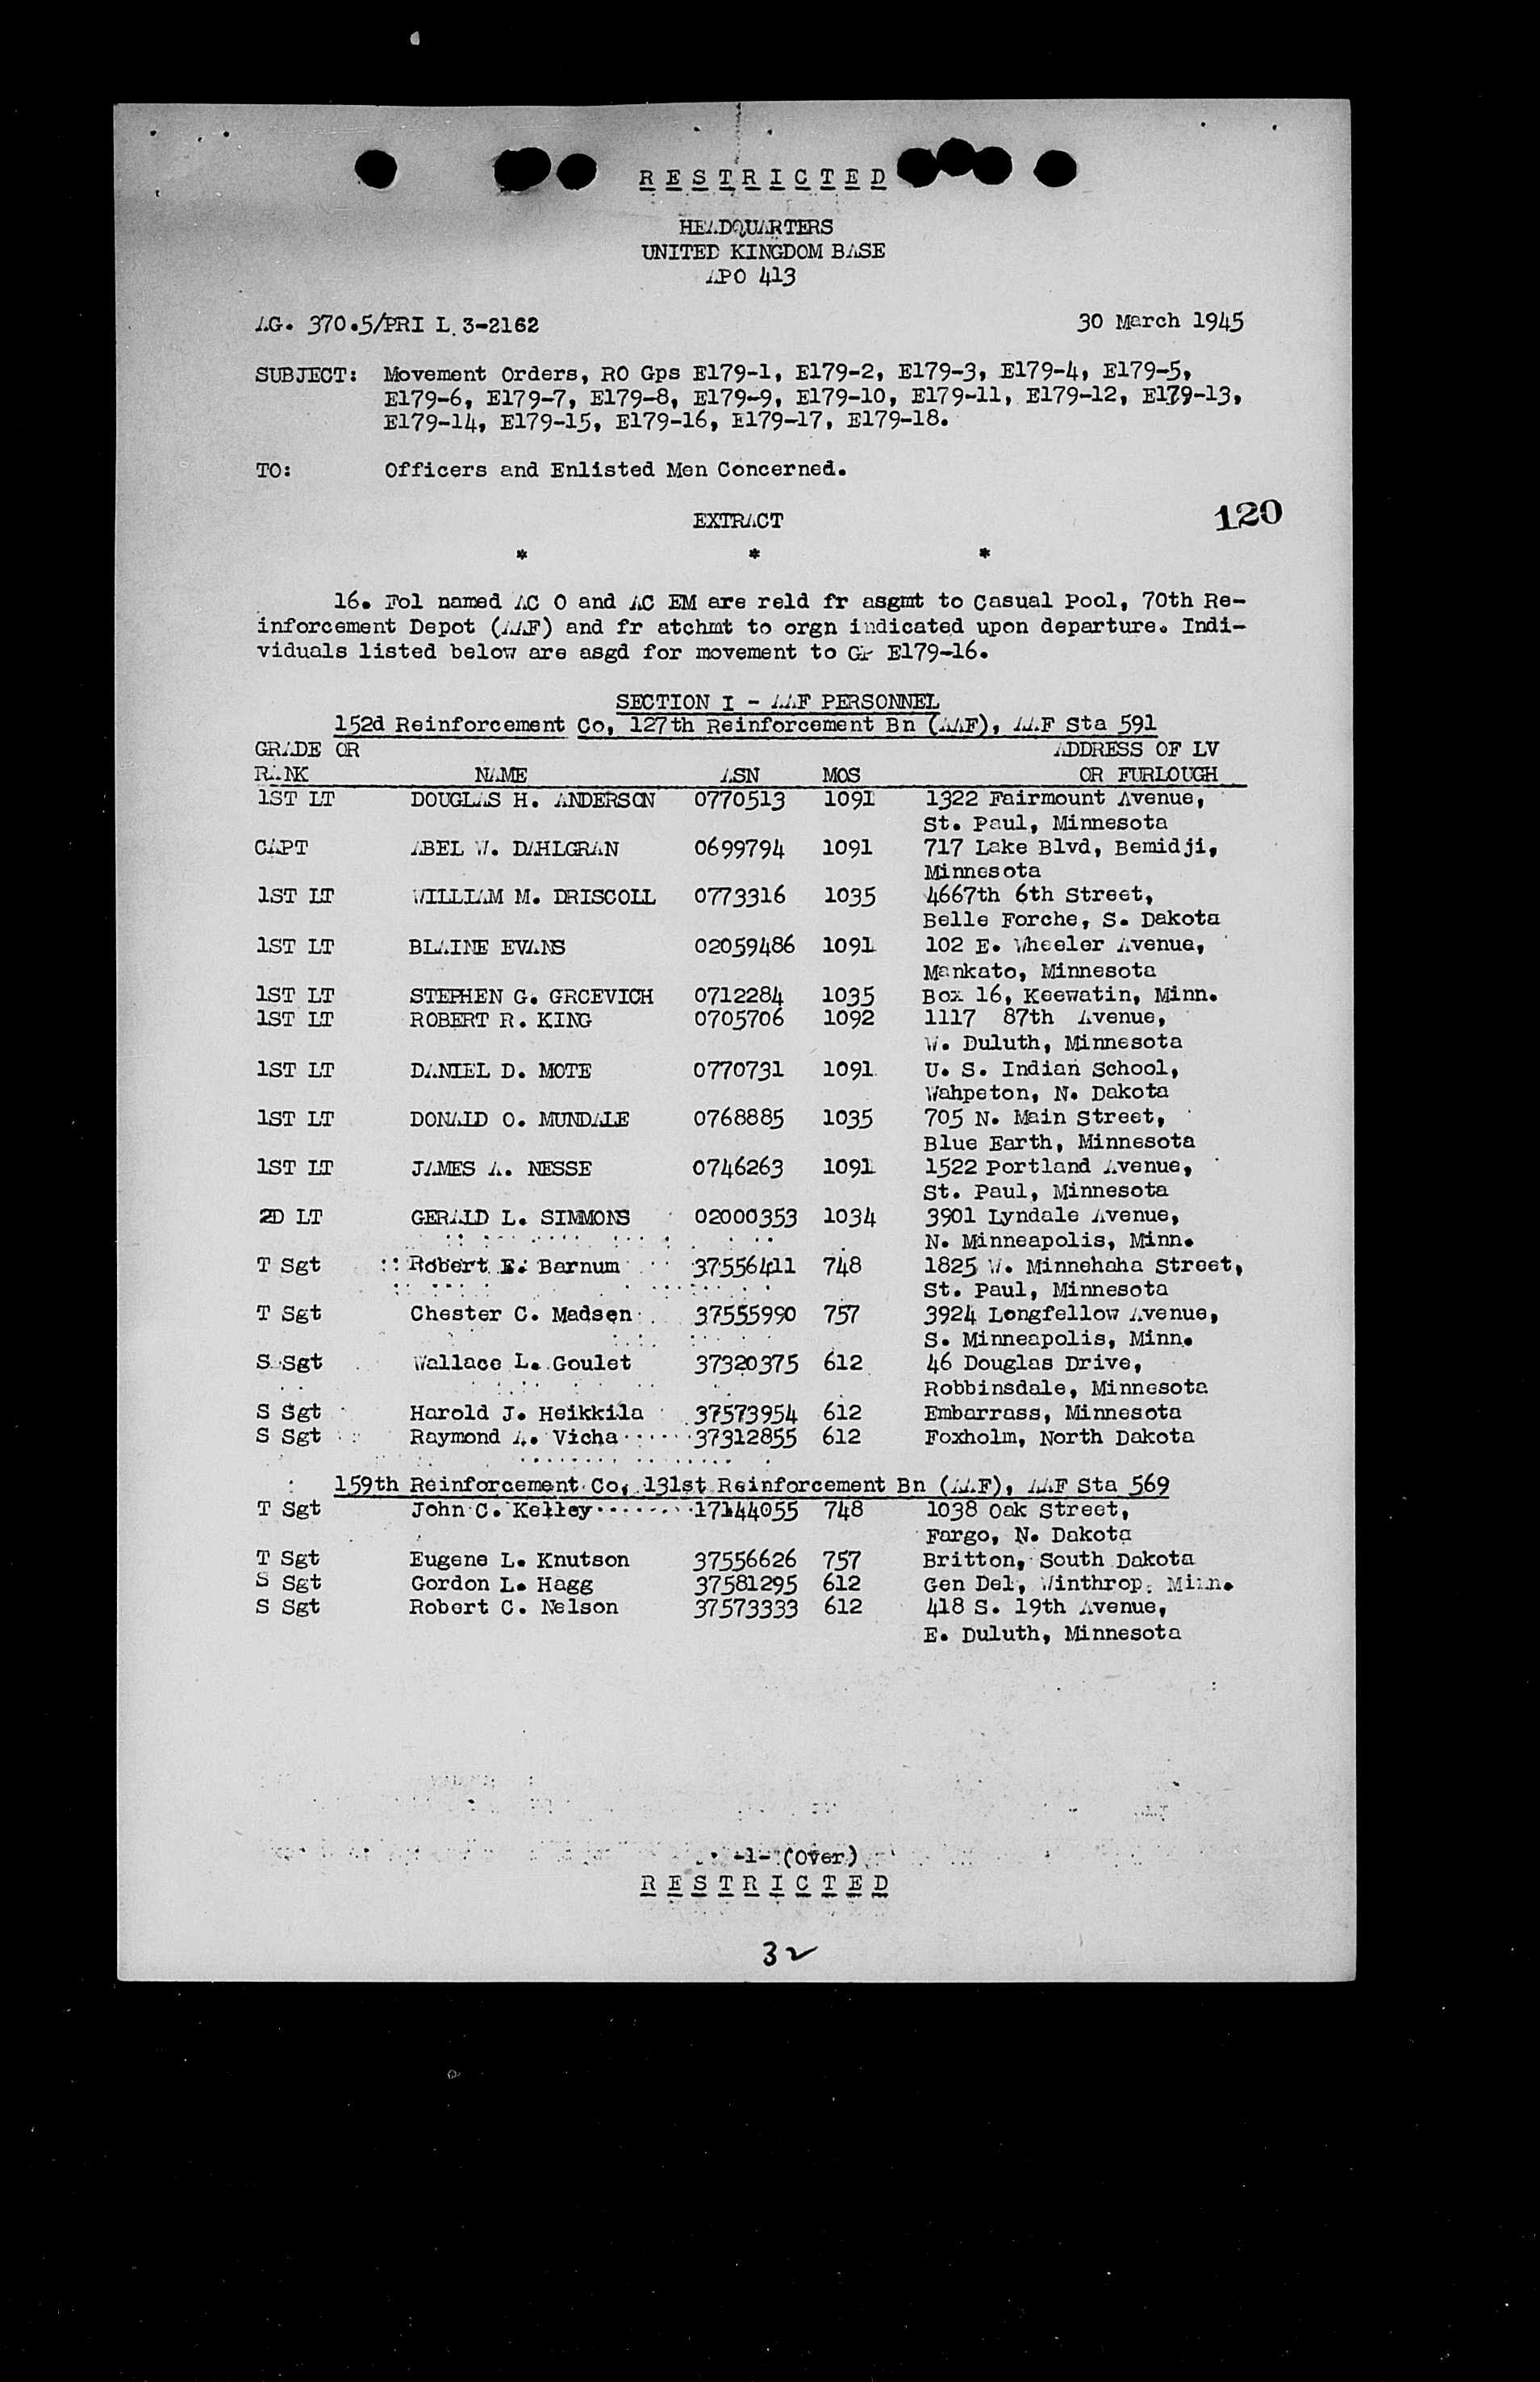 RESTRICTED
HEADQUARTERS
UNITED KINGDOM BASE
APO 413
AG. 370.5/PRI L 3-2162 30 March 1945
SUBJECT: Movement Orders, RO Gps E179-1, E179-2, E179-3, E179-4, E179-5,
E179-6, E179-7, E179-8, E179-9, E179-10, E179-11, E179-12, E179-13,
E179-14, E179-15, E179-16, E179-17, E179-18.
TO: Officers and Enlisted Men Concerned.
EXTRACT 120
* * *
16. Fol named AC O and AC EM are reld fr asgmt to Casual Pool, 70th Re-
inforcement Depot (AAF) and fr atchmt to orgn indicated upon departure. Indi-
viduals listed below are asgd for movement to Gp E179-16.
SECTION I - AAF PERSONNEL
152d Reinforcement Co, 127th Reinforcement Bn (AAF), AAF Sta 591
GRADE OR ADDRESS OF LV
RANK NAME ASN MOS OR FURLOUGH
1ST LT DOUGLAS H. ANDERSON 0770513 1091 1322 Fairmount Avenue,
St. Paul, Minnesota
CAPT ABEL W. DAHLGRAN 0699794 1091 717 Lake Blvd, Bemidji,
Minnesota
1ST LT WILLIAM M. DRISCOLL 0773316 1035 4667th 6th Street,
Belle Forche, S. Dakota
1ST LT BLAINE EVANS 02059486 1091 102 E. Wheeler Avenue,
Mankato, Minnesota
1ST LT STEPHEN G. GRCEVICH 0712284 1035 Box 16, Keewatin, Minn.
1ST LT ROBERT R. KING 0705706 1092 1117 87th Avenue,
W. Duluth, Minnesota
1ST LT DANIEL D. MOTE 0770731 1091 U. S. Indian School,
Wahpeton, N. Dakota
1ST LT DONALD O. MUNDALE 0768885 1035 705 N. Main Street,
Blue Earth, Minnesota
1ST LT JAMES A. NESSE 0746263 1091 1522 Portland Avenue,
St. Paul, Minnesota
2D LT GERALD L. SIMMONS 02000353 1034 3901 Lyndale Avenue,
N. Minneapolis, Minn.
T Sgt Robert E. Barnum 37556411 748 1825 W. Minnehaha Street,
St. Paul, Minnesota
T Sgt Chester C. Madsen 37555990 757 3924 Longfellow Avenue,
S. Minneapolis, Minn.
S Sgt Wallace L. Goulet 37320375 612 46 Douglas Drive,
Robbinsdale, Minnesota
S Sgt Harold J. Heikkila 37573954 612 Embarrass, Minnesota
S Sgt Raymond A. Vicha 37312855 612 Foxholm, North Dakota
159th Reinforcement Co, 131st Reinforcement Bn (AAF), AAF Sta 569
T Sgt John C. Kelley 17144055 748 1038 Oak Street,
Fargo, N. Dakota
T Sgt Eugene L. Knutson 37556626 757 Britton, South Dakota
S Sgt Gordon L. Hagg 37581295 612 Gen Del, Winthrop, Minn.
S Sgt Robert C. Nelson 37573333 612 418 S. 19th Avenue,
E. Duluth, Minnesota
-1- (Over)
RESTRICTED
32